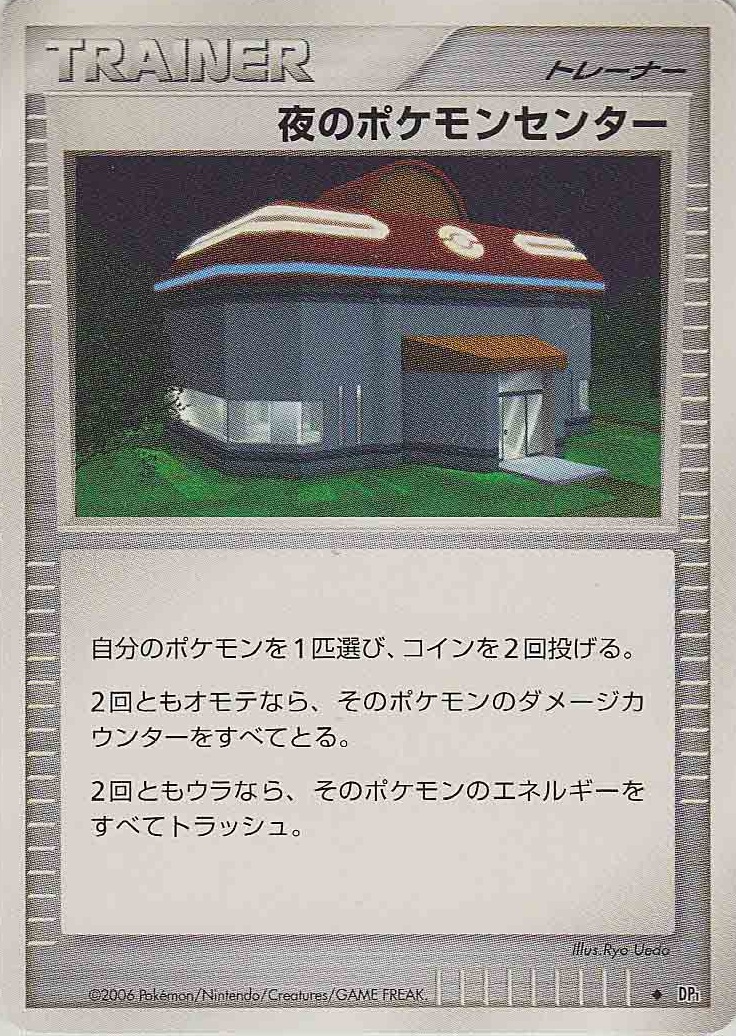 TRAINER
トレーナー
夜のポケモンセンター
自分のポケモンを1匹選び、コインを2回投げる。
2回ともオモテなら、そのポケモンのダメージカ
ウンターをすべてとる。
2回ともウラなら、そのポケモンのエネルギーを
すべてトラッシュ。
Illus.Ryo Ueda
©2006 Pokémon/Nintendo/Creatures/GAME FREAK.
◆ DP1